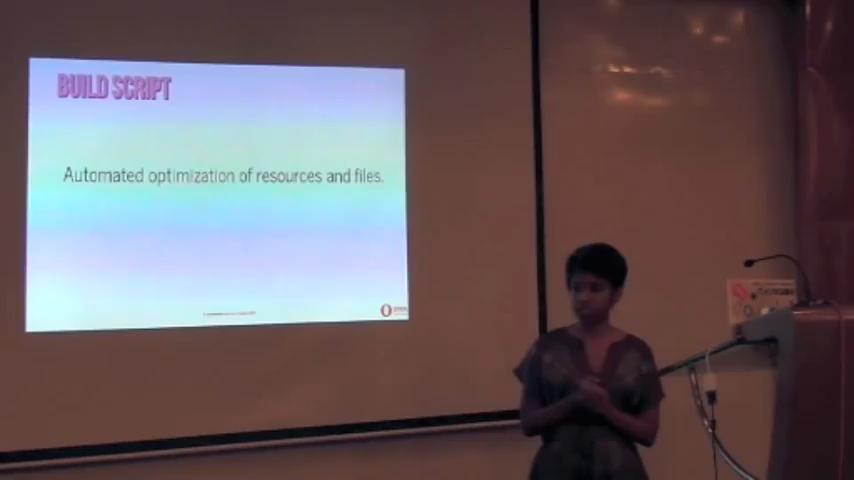 BUILD SCRIPT
Automated optimization of resources and files.